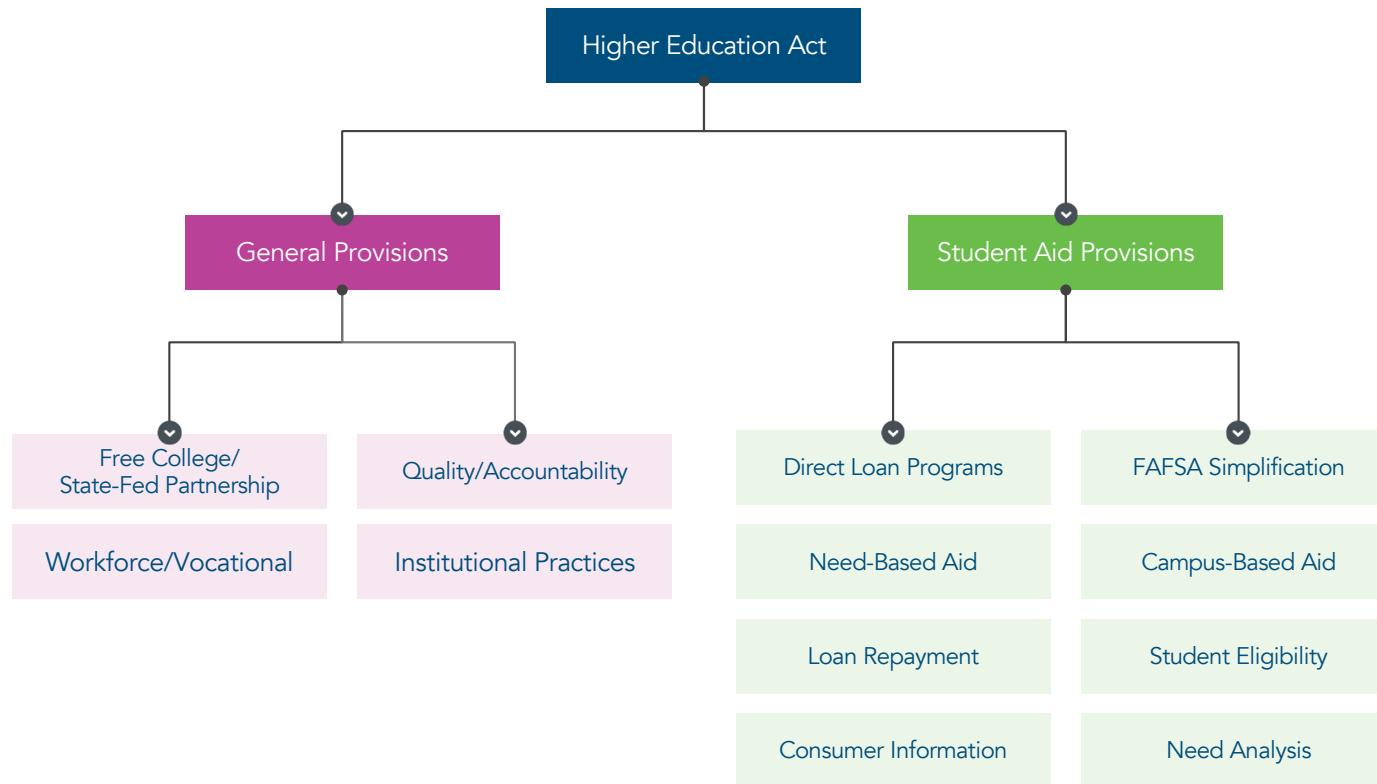 Higher Education Act
General Provisions
Student Aid Provisions
Free College/
State-Fed Partnership
Quality/Accountability
Direct Loan Programs
FAFSA Simplification
Workforce/Vocational
Institutional Practices
Need-Based Aid
Campus-Based Aid
Loan Repayment
Student Eligibility
Consumer Information
Need Analysis